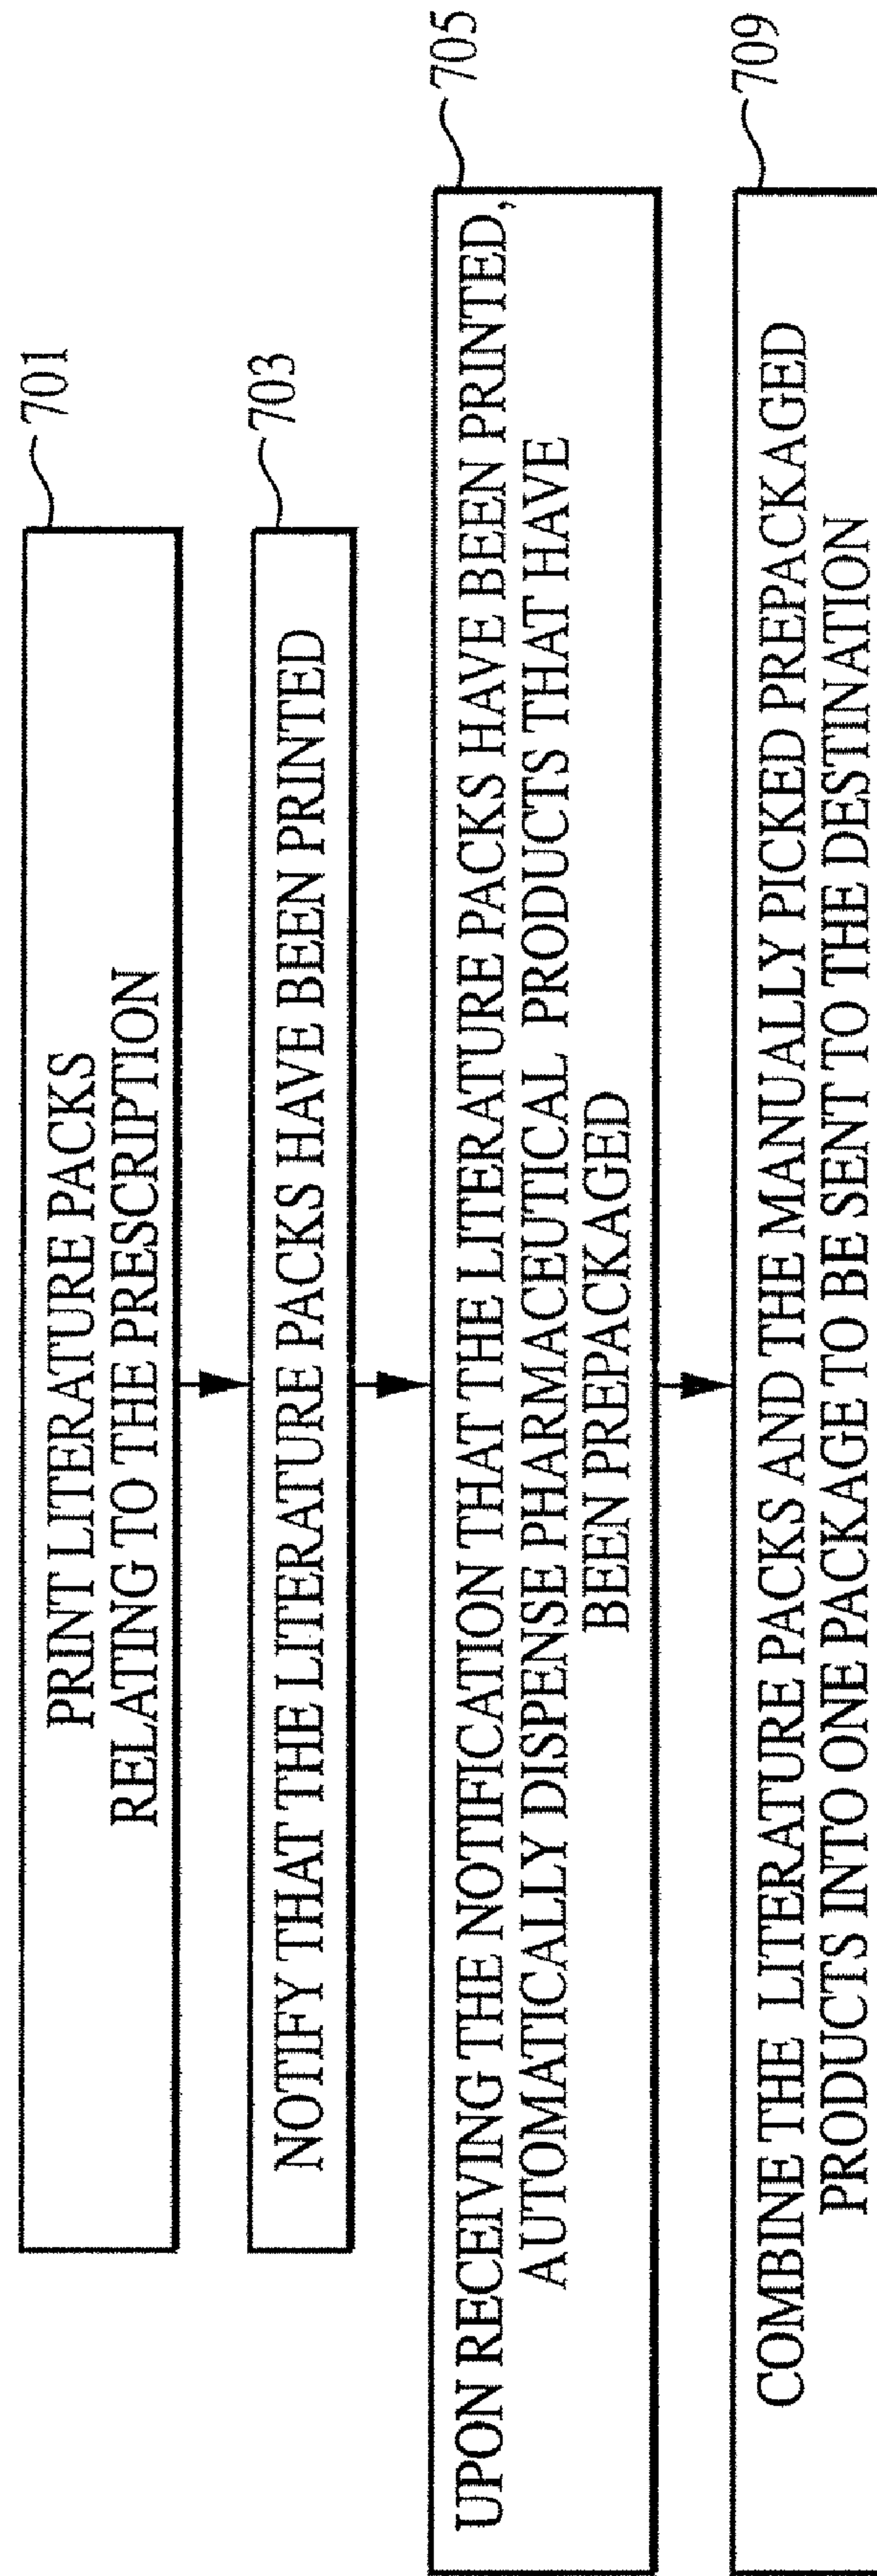 PRINT LITERATURE PACKS
RELATING TO THE PRESCRIPTION
701
NOTIFY THAT THE LITERATURE PACKS HAVE BEEN PRINTED
703
UPON RECEIVING THE NOTIFICATION THAT THE LITERATURE PACKS HAVE BEEN PRINTED,
AUTOMATICALLY DISPENSE PHARMACEUTICAL PRODUCTS THAT HAVE
BEEN PREPACKAGED
705
COMBINE THE LITERATURE PACKS AND THE MANUALLY PICKED PREPACKAGED
PRODUCTS INTO ONE PACKAGE TO BE SENT TO THE DESTINATION
709